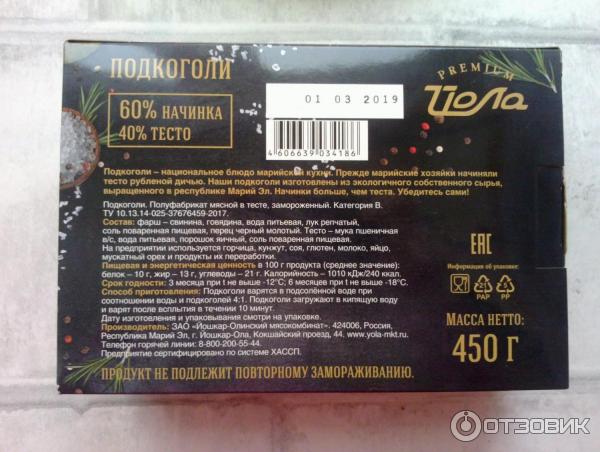 ПОДКОГОЛИ
60% НАЧИНКА
40% ТЕСТО
01 03 2019
4 606639 034186
PREMIUM
Йола
Подкоголи – национальное блюдо марийской кухни. Прежде марийские хозяйки начиняли
тесто рубленой дичью. Наши подкоголи изготовлены из экологичного собственного сырья,
выращенного в республике Марий Эл. Начинки больше, чем теста. Убедитесь сами!
Подкоголи. Полуфабрикат мясной в тесте, замороженный. Категория В.
ТУ 10.13.14-025-37676459-2017.
Состав: фарш – свинина, говядина, вода питьевая, лук репчатый,
соль поваренная пищевая, перец черный молотый. Тесто – мука пшеничная
в/с, вода питьевая, порошок яичный, соль поваренная пищевая.
На предприятии используется горчица, кунжут, соя, глютен, молоко, яйцо,
мускатный орех и продукты их переработки.
Пищевая и энергетическая ценность в 100 г продукта (среднее значение):
белок – 10 г, жир – 13 г, углеводы – 21 г. Калорийность – 1010 кДж/240 ккал.
Срок годности: 3 месяца при t не выше -12°С; 6 месяцев при t не выше -18°С.
Способ приготовления: подкоголи варятся в подсолённой воде при
соотношении воды и подкоголей 4:1. Подкоголи загружают в кипящую воду
и варят после всплытия в течении 10 минут.
Дату изготовления и упаковывания смотри на упаковке.
Производитель: ЗАО «Йошкар-Олинский мясокомбинат». 424006, Россия,
Республика Марий Эл, г. Йошкар-Ола, Кокшайский проезд, 44. www.yola-mkt.ru.
Телефон горячей линии: 8-800-200-55-44.
Предприятие сертифицировано по системе ХАССП.
ПРОДУКТ НЕ ПОДЛЕЖИТ ПОВТОРНОМУ ЗАМОРАЖИВАНИЮ.
EAC
Информация об упаковке:
21
PAP
5
PP
МАССА НЕТТО:
450 Г
ОТЗОВИК